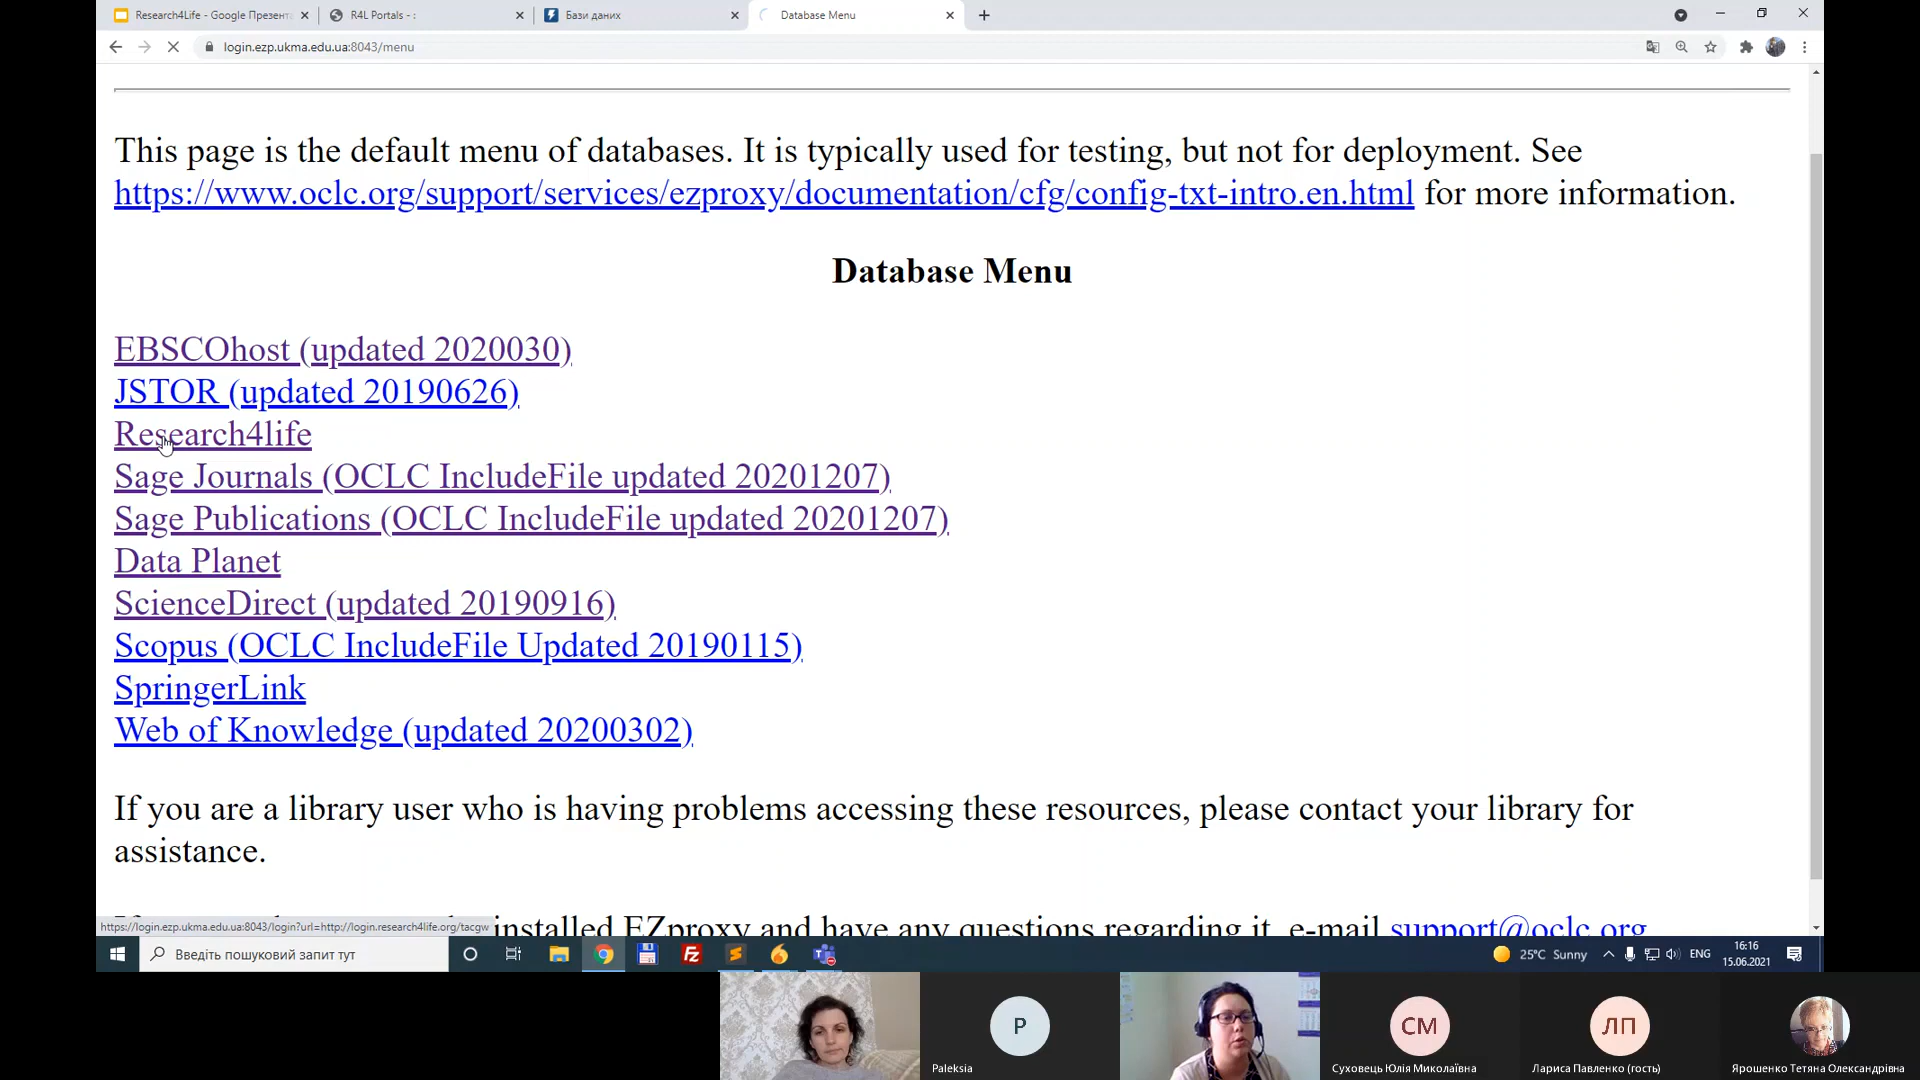 Research4Life - Google Презент
R4L Portals - :
Бази даних
Database Menu
login.ezp.ukma.edu.ua:8043/menu
This page is the default menu of databases. It is typically used for testing, but not for deployment. See
https://www.oclc.org/support/services/ezproxy/documentation/cfg/config-txt-intro.en.html for more information.
Database Menu
EBSCOhost (updated 2020030)
JSTOR (updated 20190626)
Research4life
Sage Journals (OCLC IncludeFile updated 20201207)
Sage Publications (OCLC IncludeFile updated 20201207)
Data Planet
ScienceDirect (updated 20190916)
Scopus (OCLC IncludeFile Updated 20190115)
SpringerLink
Web of Knowledge (updated 20200302)
If you are a library user who is having problems accessing these resources, please contact your library for
assistance.
installed EZproxy and have any questions regarding it, e-mail support@oclc.org
https://login.ezp.ukma.edu.ua:8043/login?url=http://login.research4life.org/tacgw
Введіть пошуковий запит тут
25°C Sunny
ENG
16:16
15.06.2021
P
СМ
ЛП
Paleksia
Суховець Юлія Миколаївна
Лариса Павленко (гость)
Ярошенко Тетяна Олександрівна